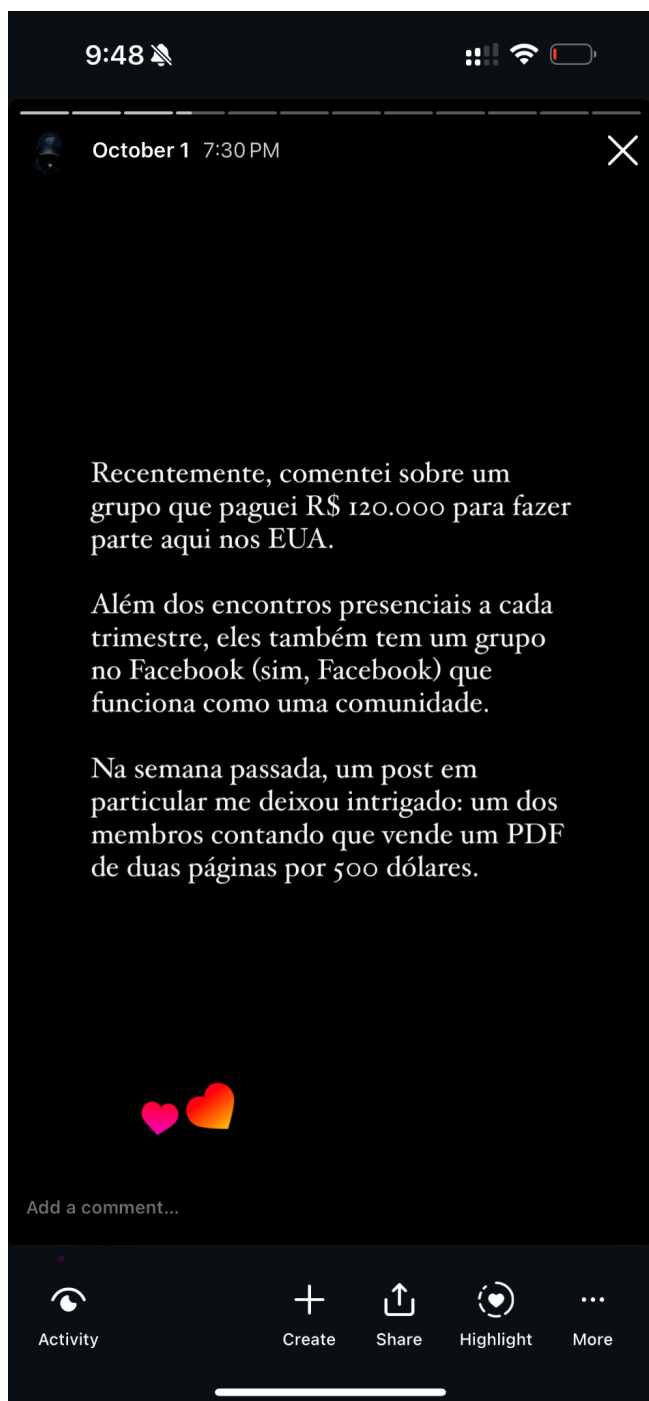 9:48
October 1 7:30 PM
Recentemente, comentei sobre um
grupo que paguei R$ 120.000 para fazer
parte aqui nos EUA.
Além dos encontros presenciais a cada
trimestre, eles também tem um grupo
no Facebook (sim, Facebook) que
funciona como uma comunidade.
Na semana passada, um post em
particular me deixou intrigado: um dos
membros contando que vende um PDF
de duas páginas por 500 dólares.
Add a comment...
Activity
Create
Share
Highlight
More